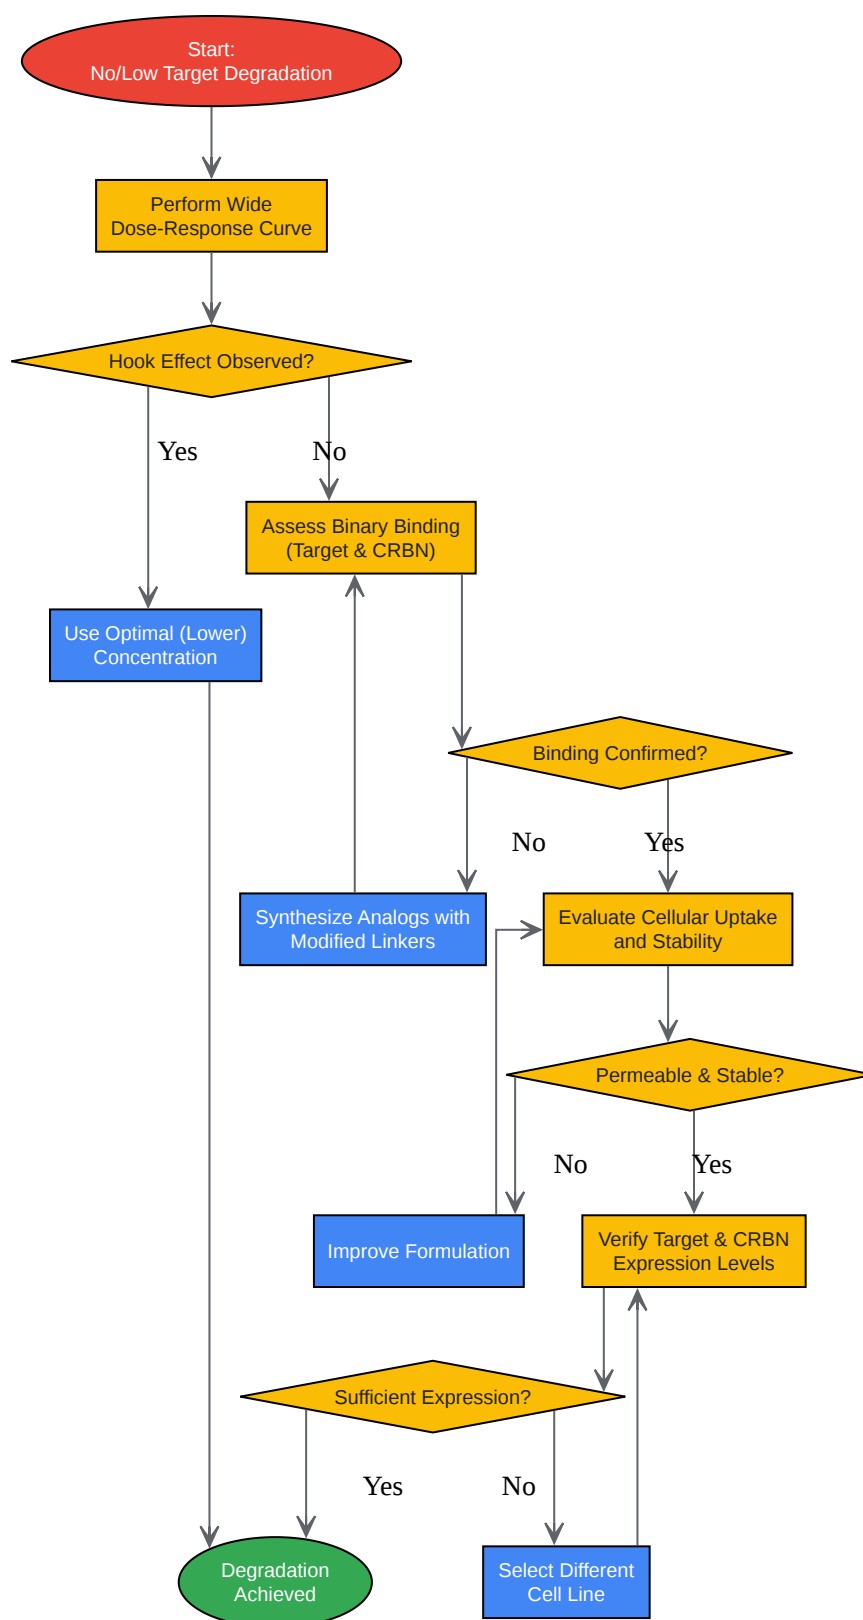 Start:
No/Low Target Degradation
Perform Wide
Dose-Response Curve
Hook Effect Observed?
Yes
No
Assess Binary Binding
(Target & CRBN)
Use Optimal (Lower)
Concentration
Binding Confirmed?
No
Yes
Synthesize Analogs with
Modified Linkers
Evaluate Cellular Uptake
and Stability
Permeable & Stable?
No
Yes
Improve Formulation
Verify Target & CRBN
Expression Levels
Sufficient Expression?
Yes
No
Degradation
Achieved
Select Different
Cell Line